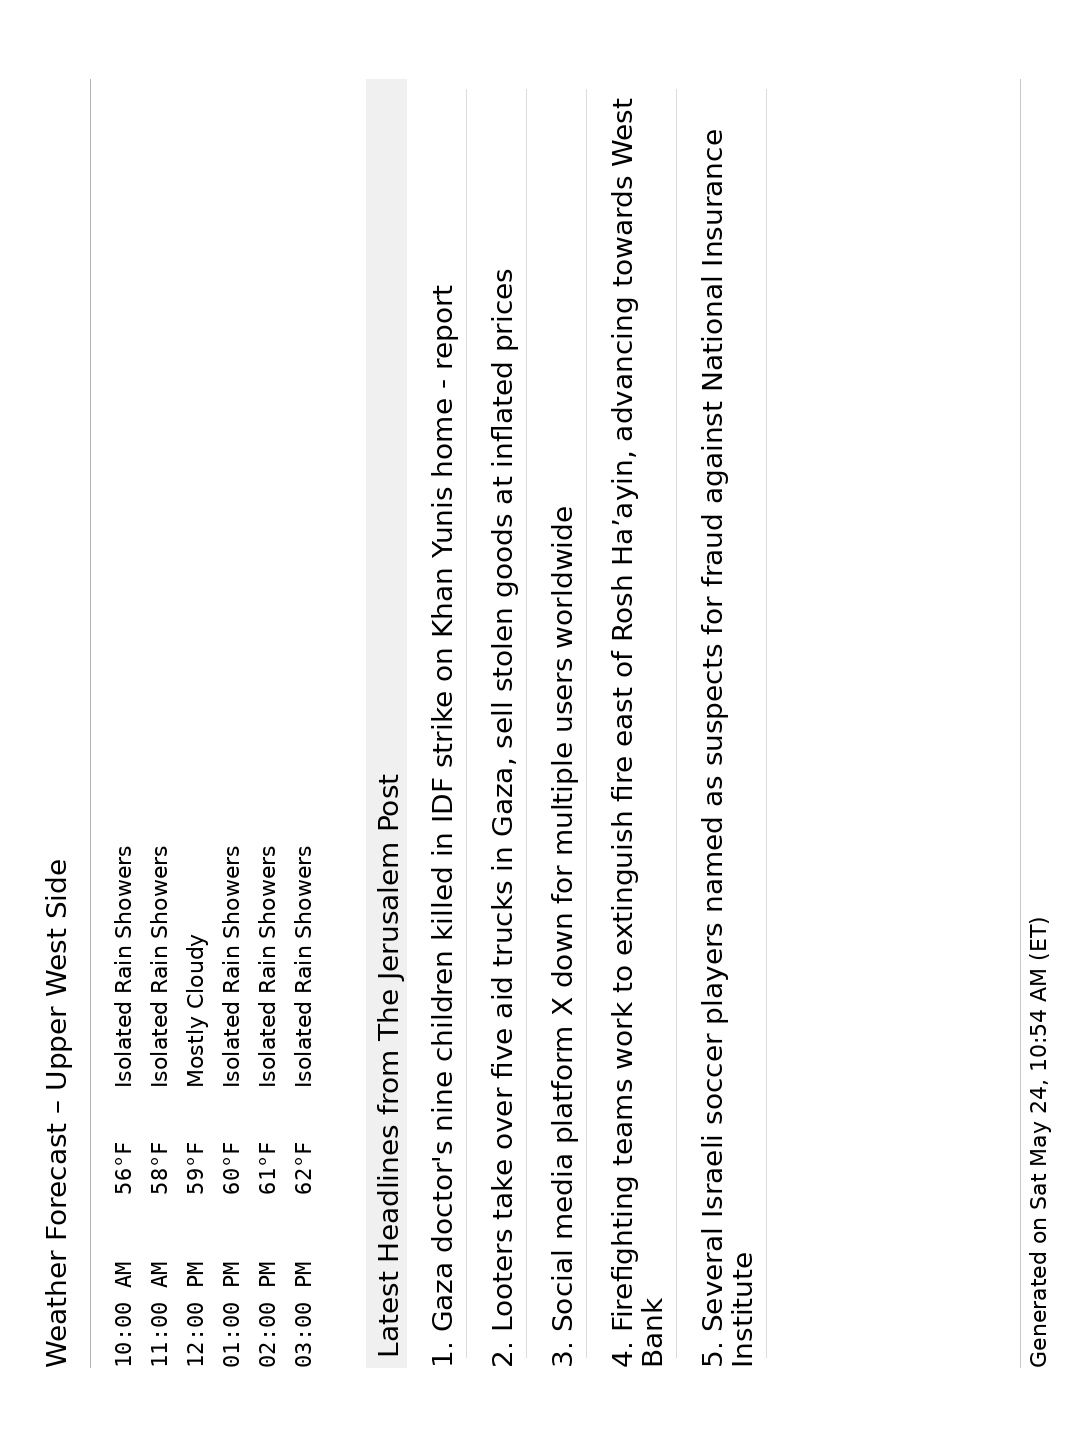 Weather Forecast – Upper West Side
10:00 AM 56°F Isolated Rain Showers
11:00 AM 58°F Isolated Rain Showers
12:00 PM 59°F Mostly Cloudy
01:00 PM 60°F Isolated Rain Showers
02:00 PM 61°F Isolated Rain Showers
03:00 PM 62°F Isolated Rain Showers
Latest Headlines from The Jerusalem Post
1. Gaza doctor's nine children killed in IDF strike on Khan Yunis home - report
2. Looters take over five aid trucks in Gaza, sell stolen goods at inflated prices
3. Social media platform X down for multiple users worldwide
4. Firefighting teams work to extinguish fire east of Rosh Ha’ayin, advancing towards West
Bank
5. Several Israeli soccer players named as suspects for fraud against National Insurance
Institute
Generated on Sat May 24, 10:54 AM (ET)